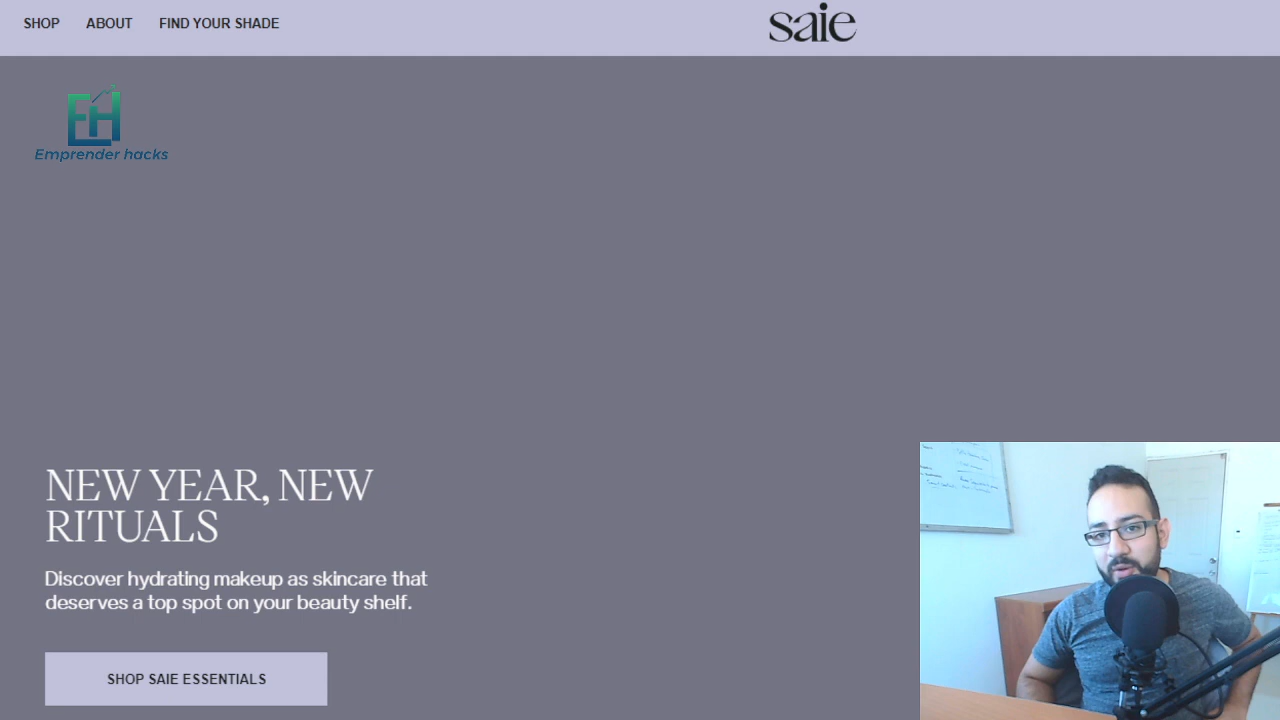 SHOP ABOUT FIND YOUR SHADE saie
EH
Emprender hacks
NEW YEAR, NEW
RITUALS
Discover hydrating makeup as skincare that
deserves a top spot on your beauty shelf.
SHOP SAIE ESSENTIALS